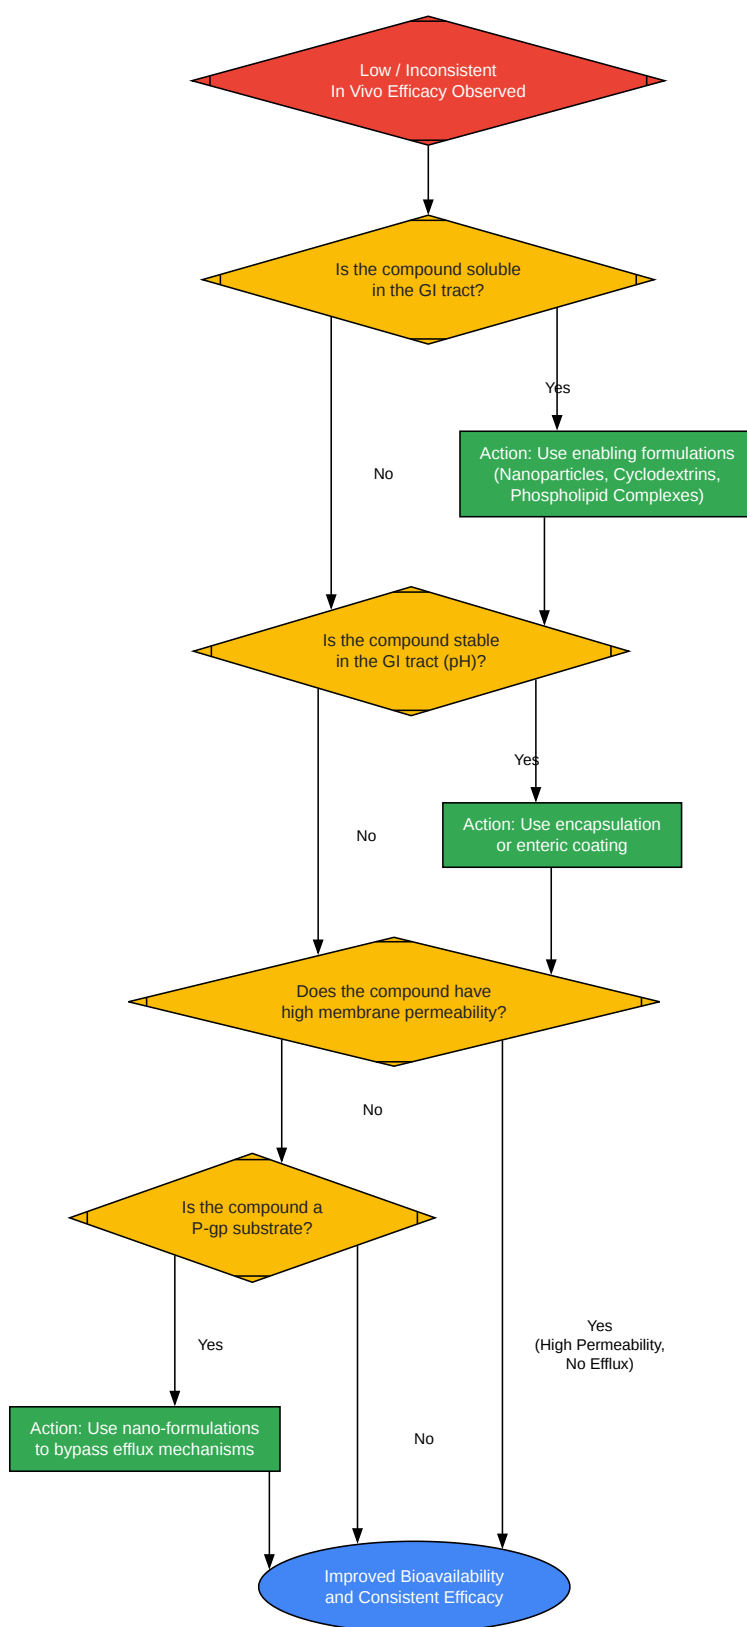 Low / Inconsistent
In Vivo Efficacy Observed
Is the compound soluble
in the GI tract?
Yes
Action: Use enabling formulations
(Nanoparticles, Cyclodextrins,
Phospholipid Complexes)
No
Is the compound stable
in the GI tract (pH)?
Yes
Action: Use encapsulation
or enteric coating
No
Does the compound have
high membrane permeability?
No
Is the compound a
P-gp substrate?
Yes
Yes
(High Permeability,
No Efflux)
Action: Use nano-formulations
to bypass efflux mechanisms
No
Improved Bioavailability
and Consistent Efficacy